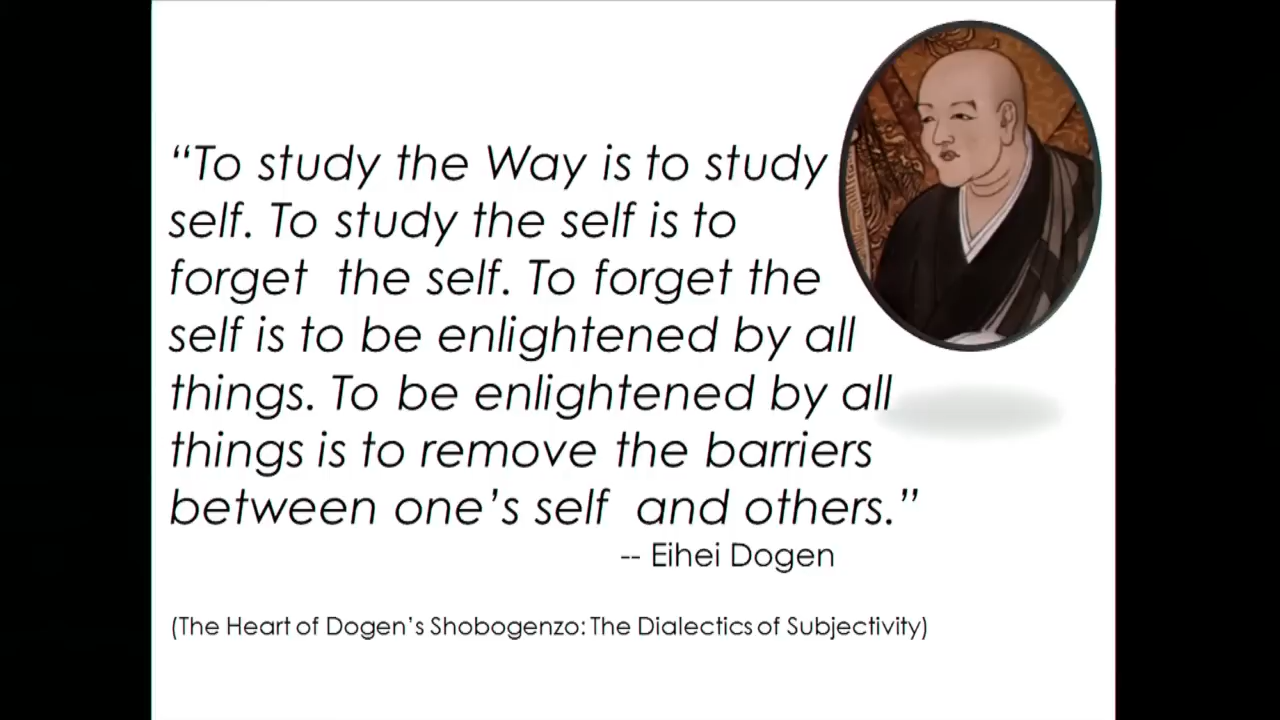 “To study the Way is to study
self. To study the self is to
forget  the self. To forget the
self is to be enlightened by all
things. To be enlightened by all
things is to remove the barriers
between one’s self  and others.”
-- Eihei Dogen
(The Heart of Dogen’s Shobogenzo: The Dialectics of Subjectivity)